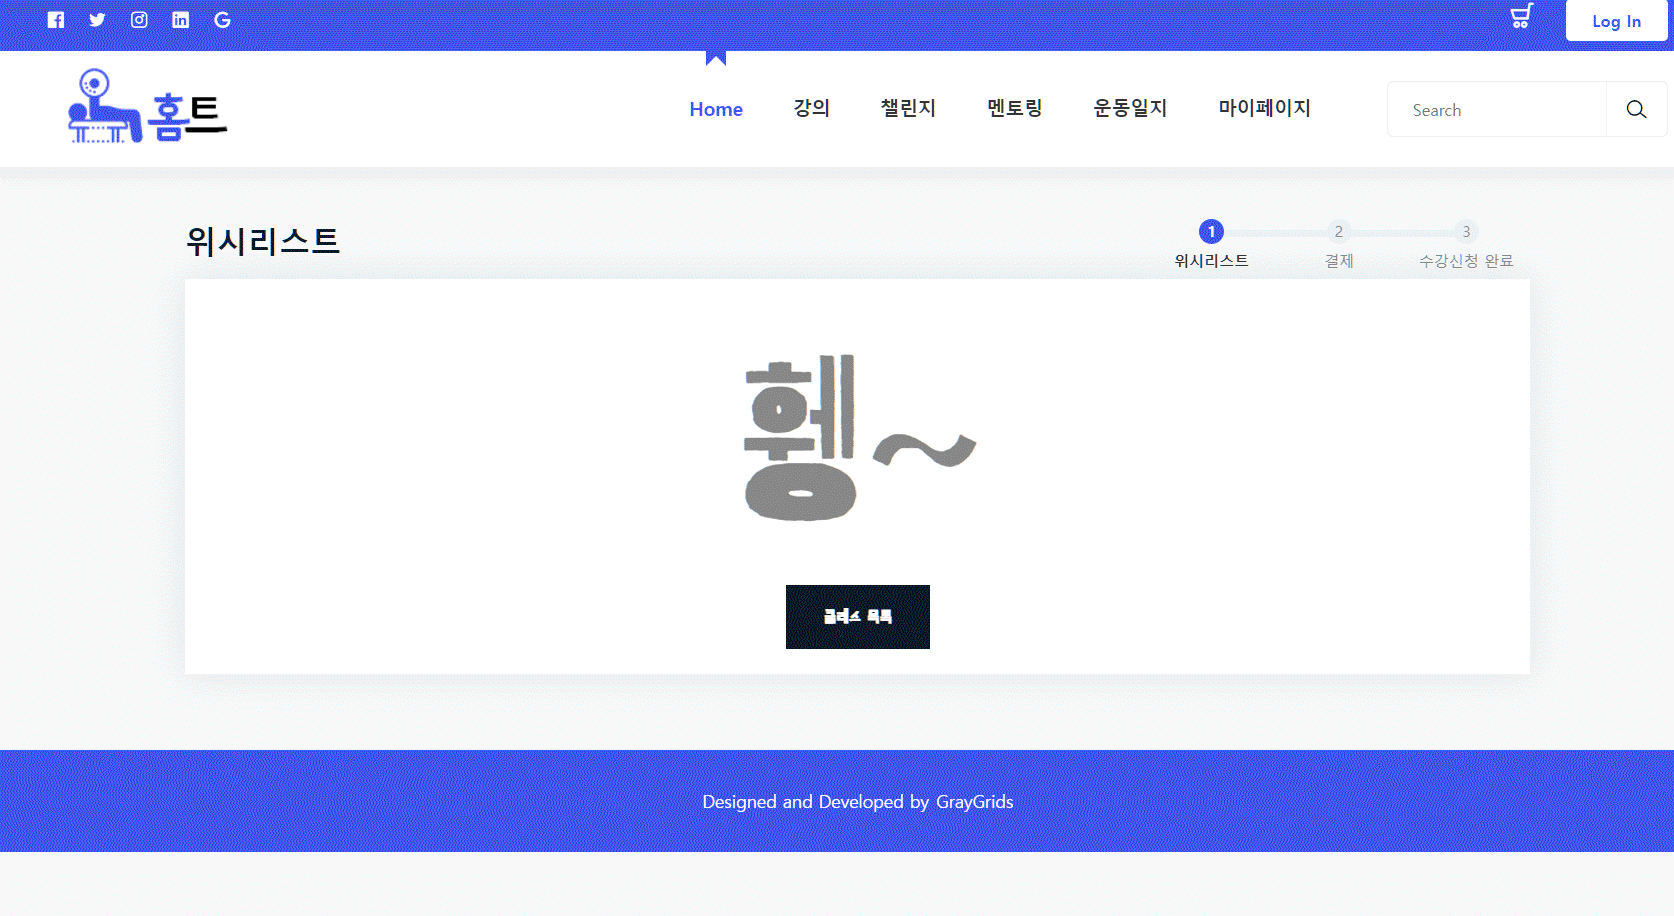 Log In
홈트
Home 강의 챌린지 멘토링 운동일지 마이페이지 Search
위시리스트
1 2 3
위시리스트 결제 수강신청 완료
휑~
클래스 목록
Designed and Developed by GrayGrids